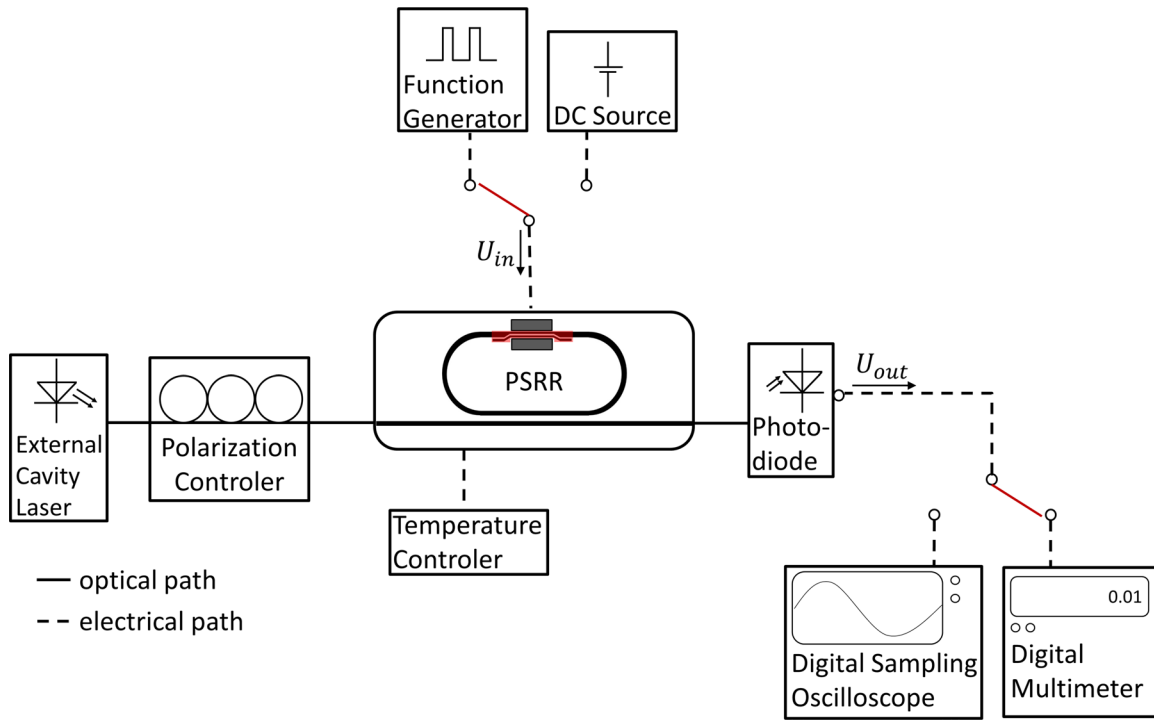 Function
Generator
DC Source
U_in
PSRR
External
Cavity
Laser
Polarization
Controler
Temperature
Controler
Photo-
diode
U_out
optical path
electrical path
Digital Sampling
Oscilloscope
0.01
Digital
Multimeter